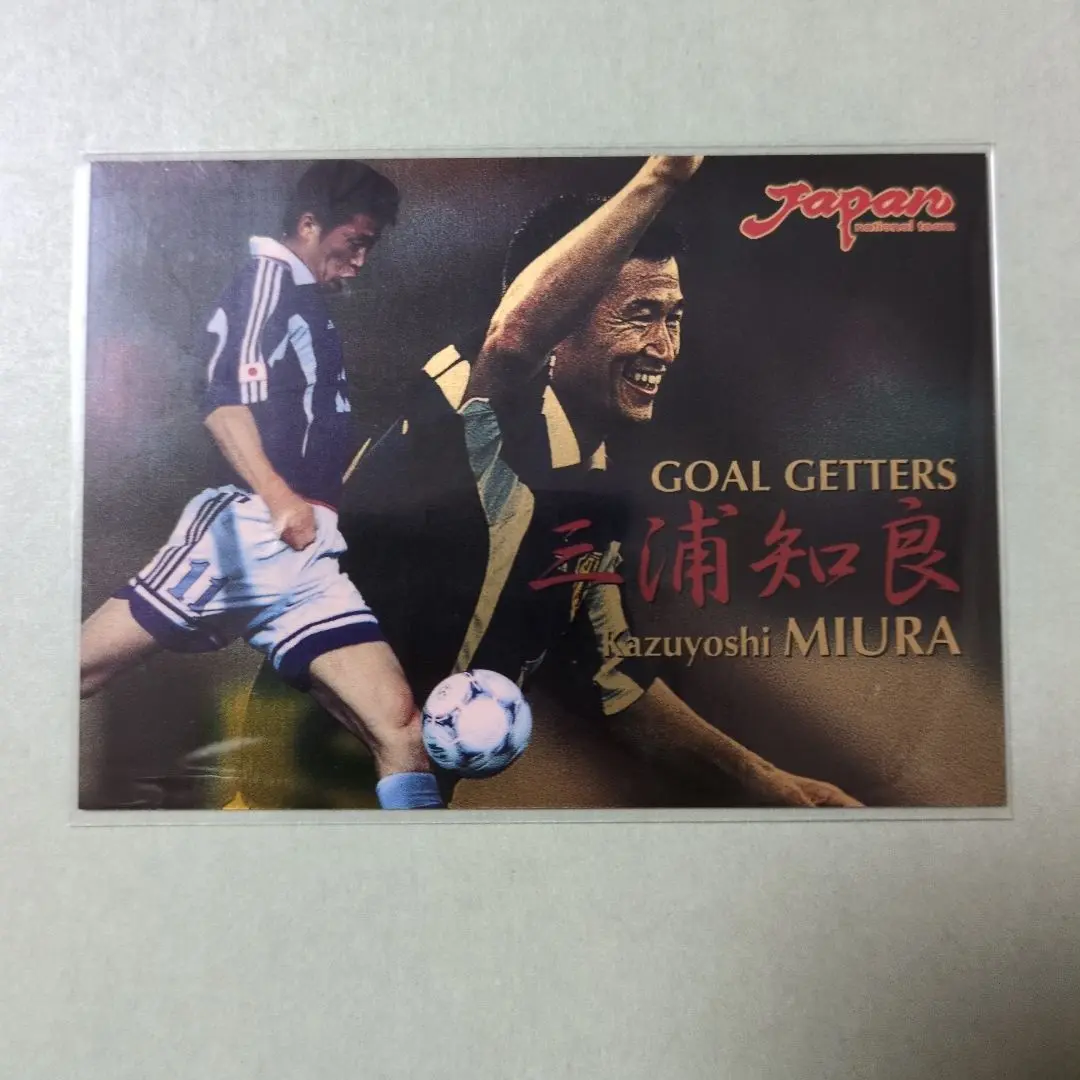 Japan
national team
GOAL GETTERS
三浦知良
Kazuyoshi MIURA
11